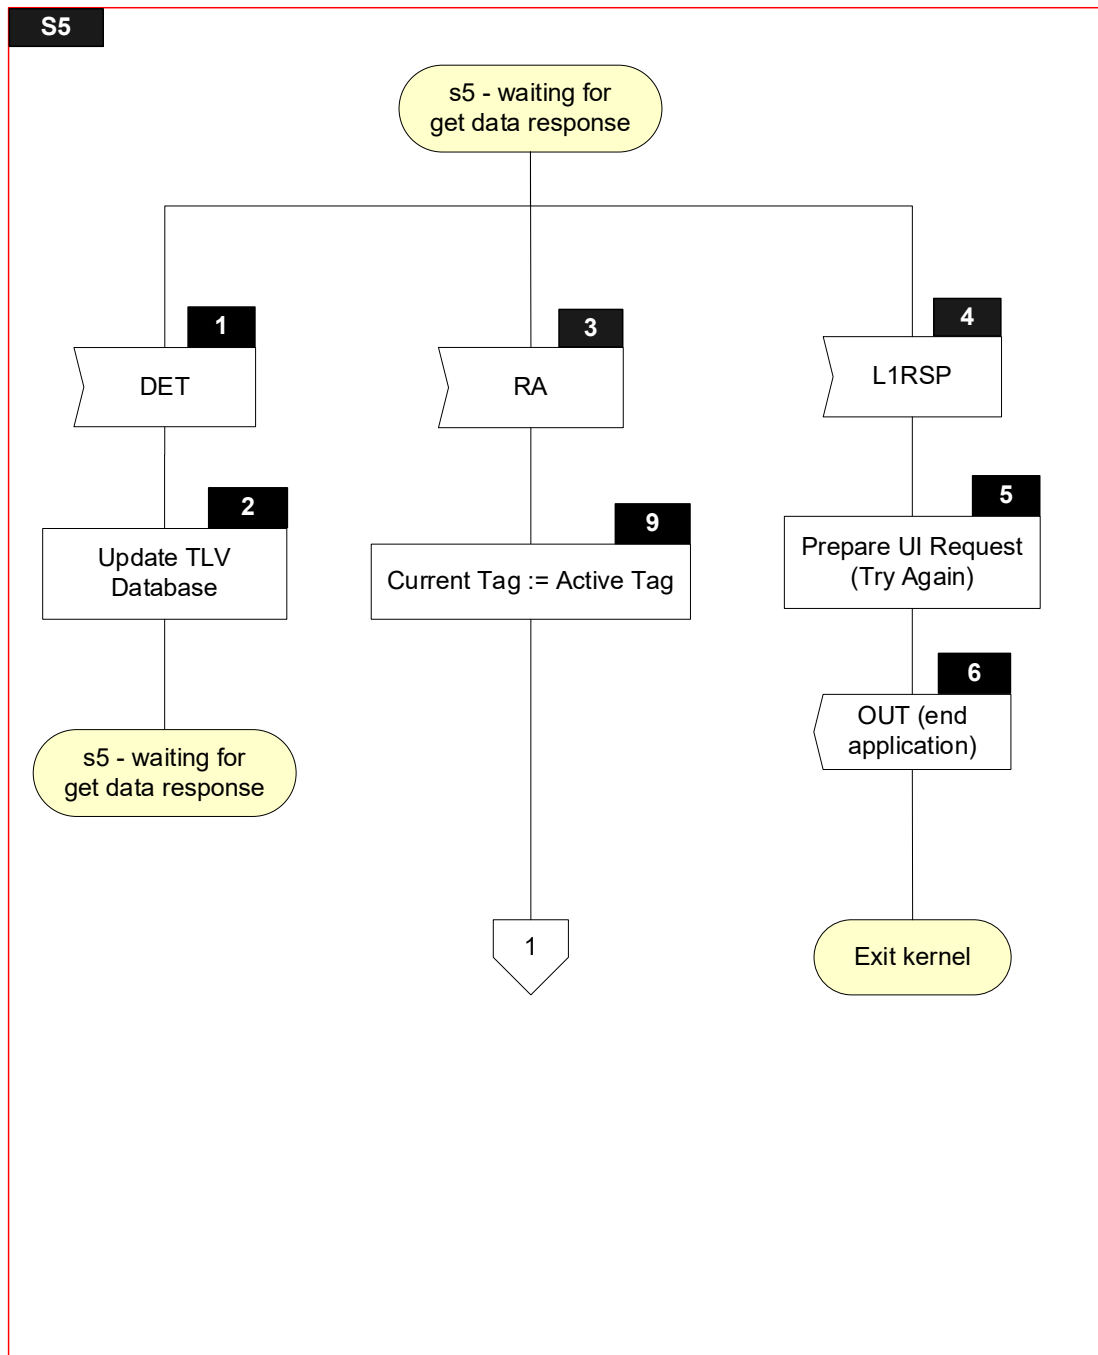 S5
s5 - waiting for
get data response
1
DET
3
RA
4
L1RSP
2
Update TLV
Database
9
Current Tag := Active Tag
5
Prepare UI Request
(Try Again)
6
OUT (end
application)
s5 - waiting for
get data response
1
Exit kernel